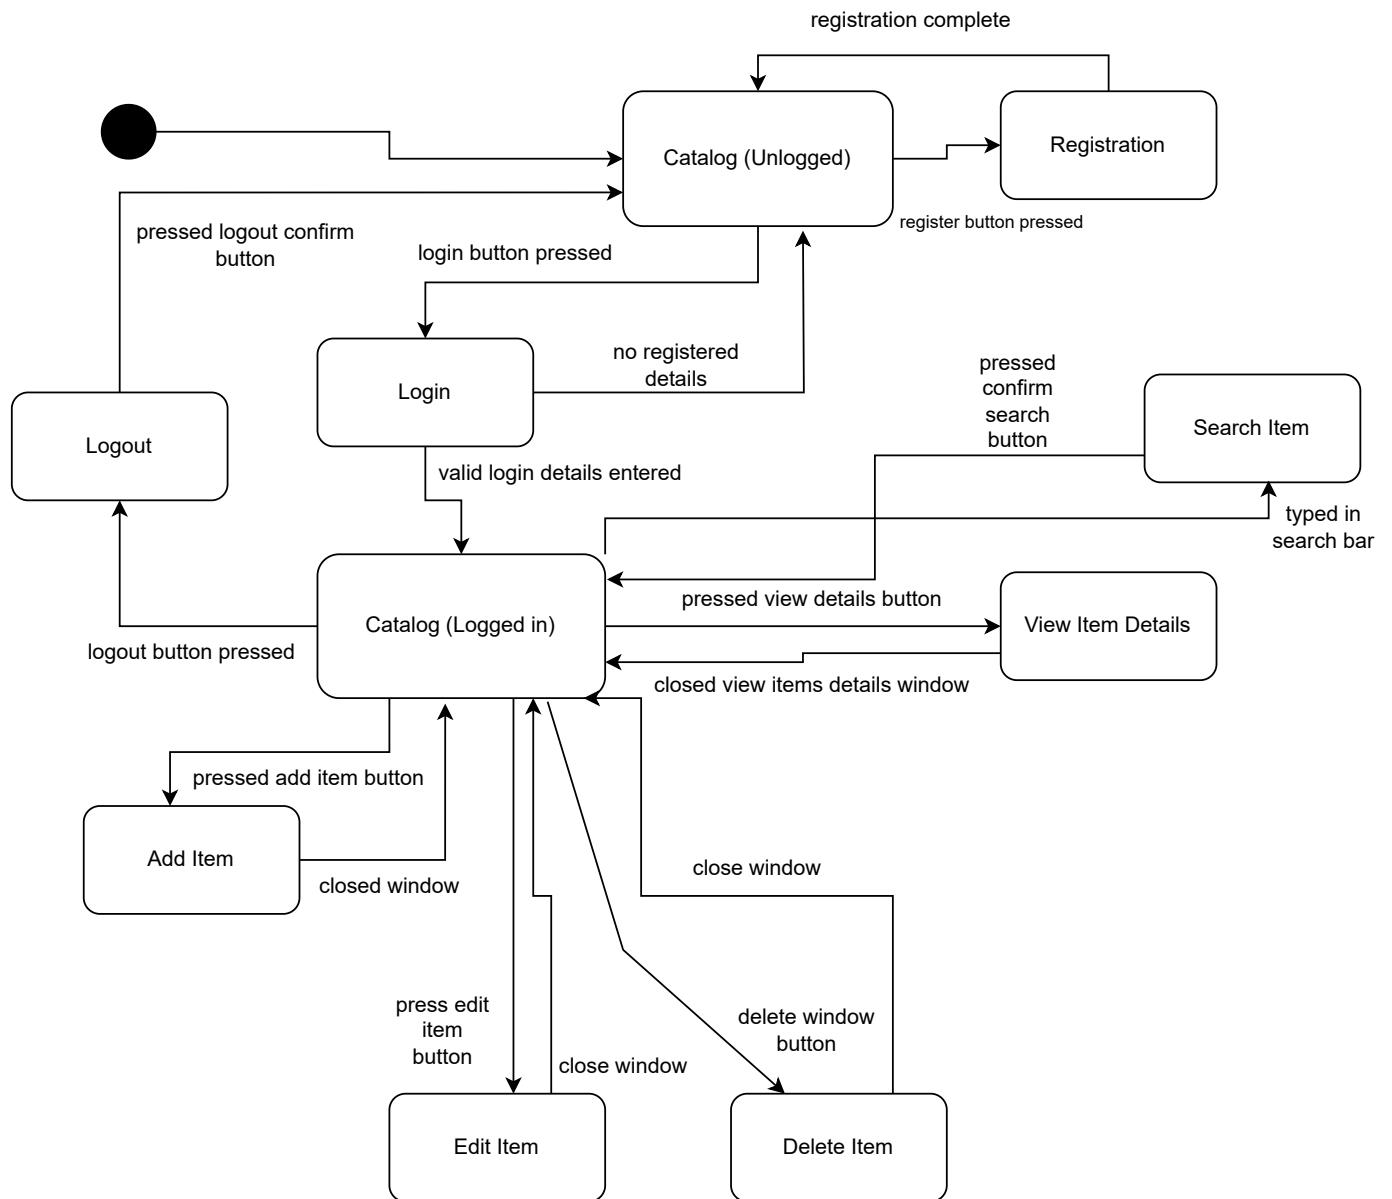 registration complete
Catalog (Unlogged)
Registration
register button pressed
pressed logout confirm
button
login button pressed
no registered
details
Login
Logout
pressed
confirm
search
button
Search Item
valid login details entered
typed in
search bar
pressed view details button
Catalog (Logged in)
View Item Details
logout button pressed
closed view items details window
pressed add item button
Add Item
closed window
close window
press edit
item
button
delete window
button
close window
Edit Item
Delete Item